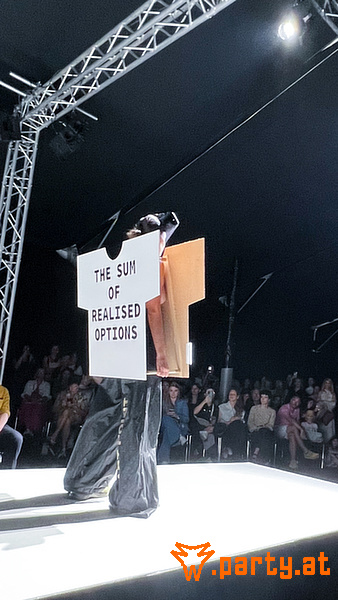 THE SUM
OF
REALISED
OPTIONS
w.party.at